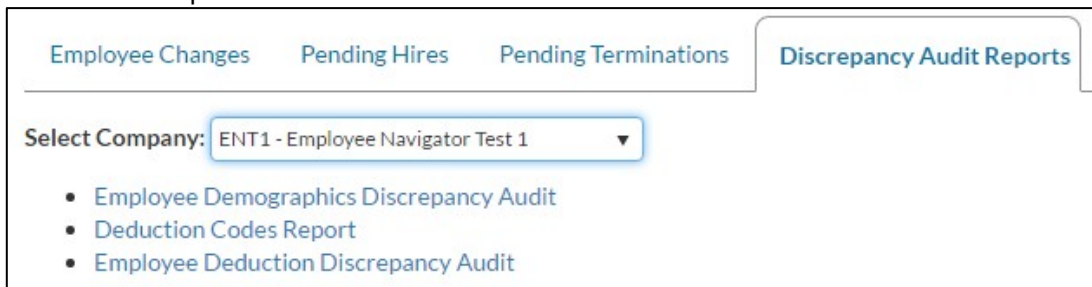 Employee Changes Pending Hires Pending Terminations Discrepancy Audit Reports
Select Company: ENT1 - Employee Navigator Test 1
• Employee Demographics Discrepancy Audit
• Deduction Codes Report
• Employee Deduction Discrepancy Audit